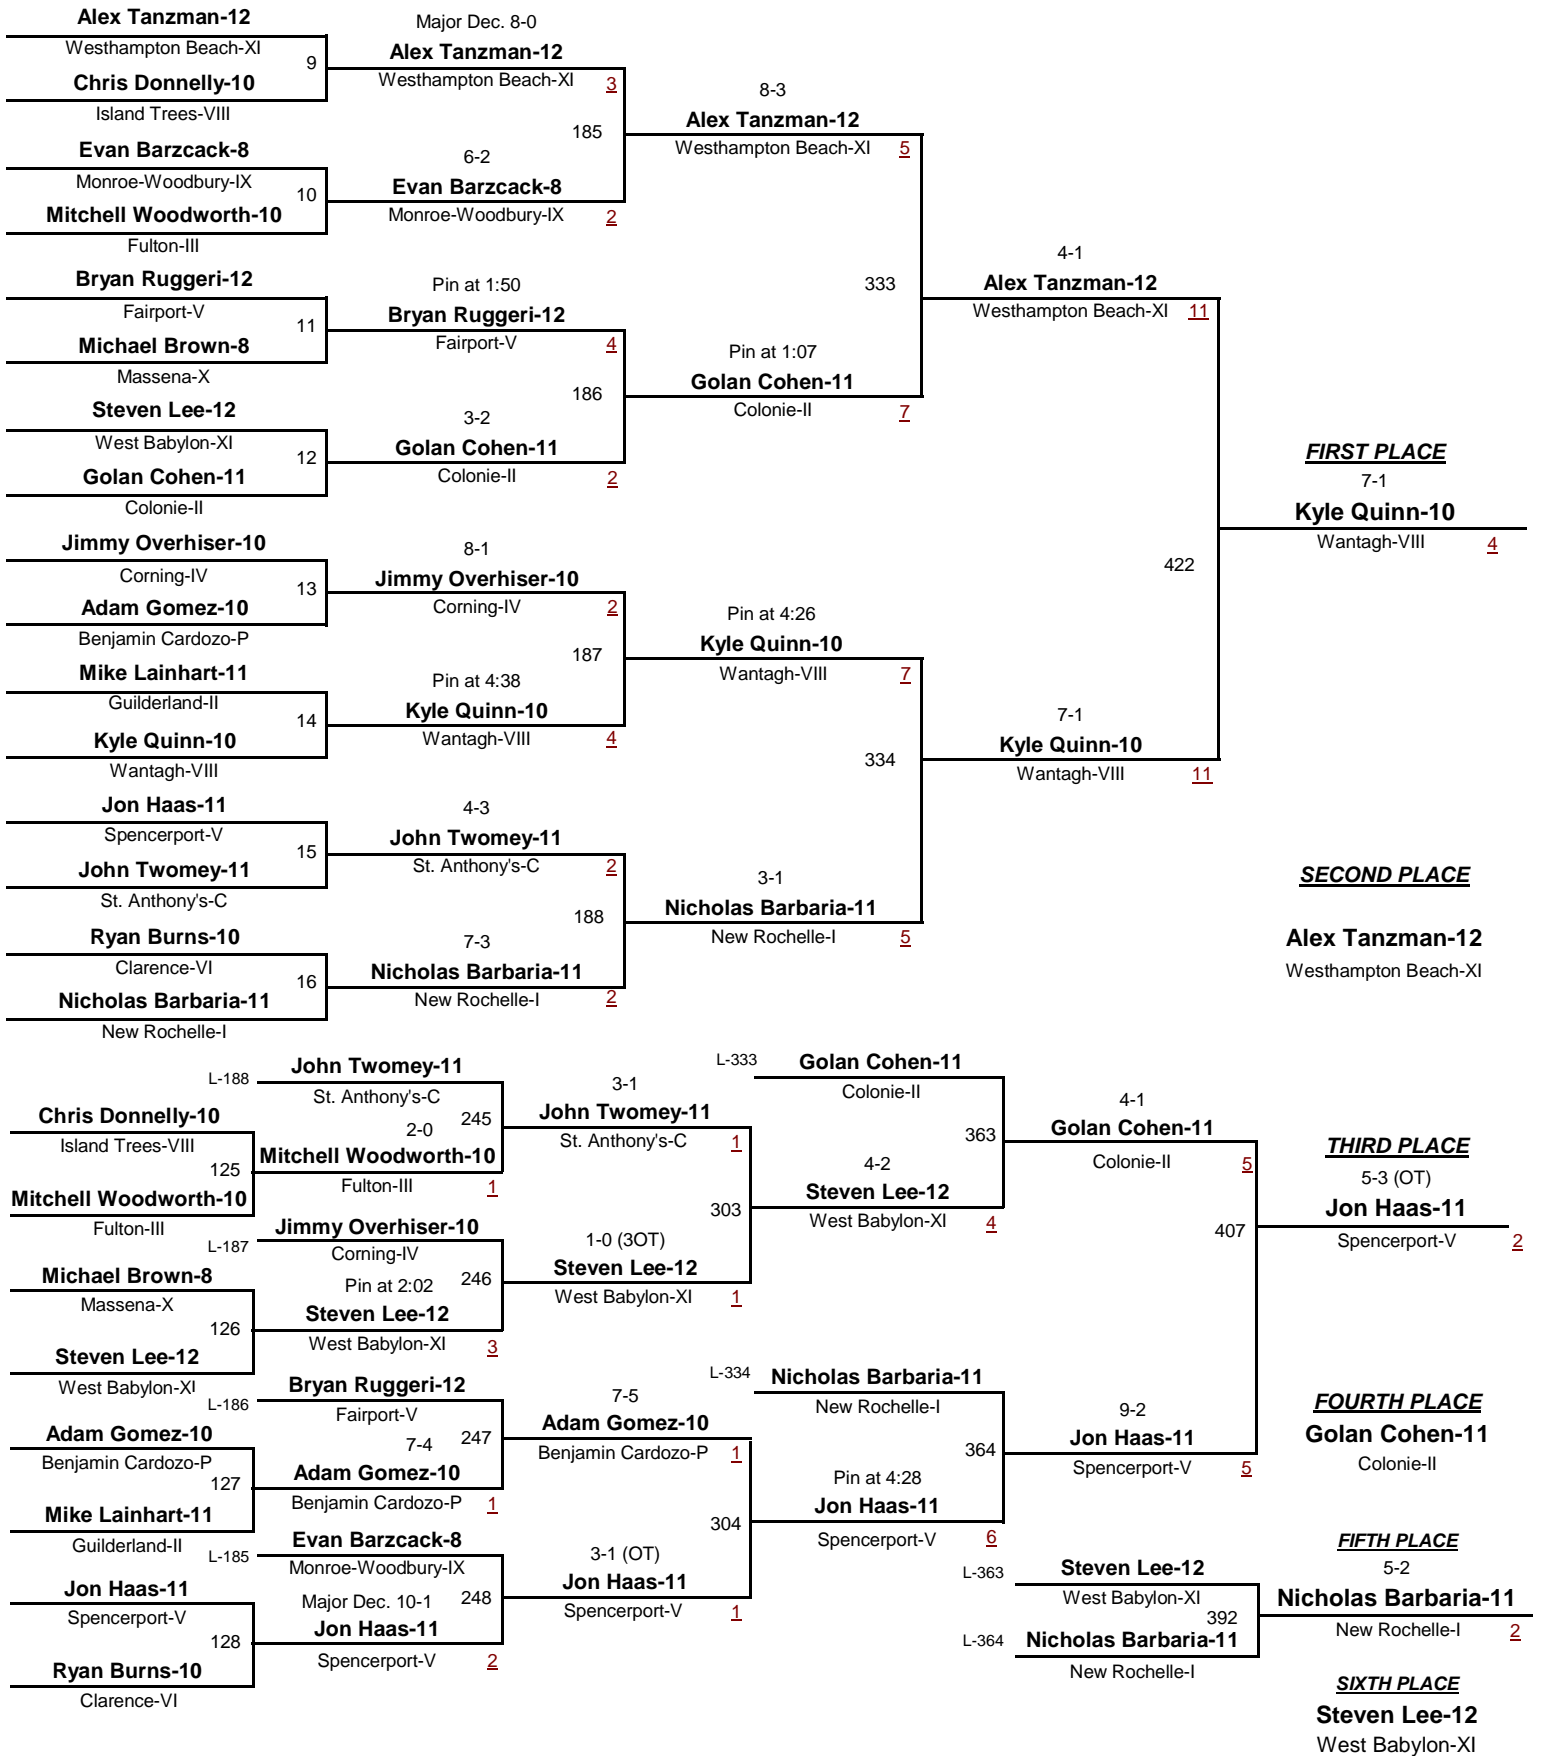 Alex Tanzman-12
Westhampton Beach-XI
9
Chris Donnelly-10
Island Trees-VIII
Evan Barzcack-8
Monroe-Woodbury-IX
10
Mitchell Woodworth-10
Fulton-III
Bryan Ruggeri-12
Fairport-V
11
Michael Brown-8
Massena-X
Steven Lee-12
West Babylon-XI
12
Golan Cohen-11
Colonie-II
Jimmy Overhiser-10
Corning-IV
13
Adam Gomez-10
Benjamin Cardozo-P
Mike Lainhart-11
Guilderland-II
14
Kyle Quinn-10
Wantagh-VIII
Jon Haas-11
Spencerport-V
15
John Twomey-11
St. Anthony's-C
Ryan Burns-10
Clarence-VI
16
Nicholas Barbaria-11
New Rochelle-I
Major Dec. 8-0
Alex Tanzman-12
Westhampton Beach-XI 3
185
6-2
Evan Barzcack-8
Monroe-Woodbury-IX 2
Pin at 1:50
Bryan Ruggeri-12
Fairport-V 4
186
3-2
Golan Cohen-11
Colonie-II 2
8-1
Jimmy Overhiser-10
Corning-IV 2
187
Pin at 4:38
Kyle Quinn-10
Wantagh-VIII 4
4-3
John Twomey-11
St. Anthony's-C 2
188
7-3
Nicholas Barbaria-11
New Rochelle-I 2
8-3
Alex Tanzman-12
Westhampton Beach-XI 5
333
Pin at 1:07
Golan Cohen-11
Colonie-II 7
Pin at 4:26
Kyle Quinn-10
Wantagh-VIII 7
334
3-1
Nicholas Barbaria-11
New Rochelle-I 5
4-1
Alex Tanzman-12
Westhampton Beach-XI 11
422
7-1
Kyle Quinn-10
Wantagh-VIII 11
FIRST PLACE
7-1
Kyle Quinn-10
Wantagh-VIII 4
SECOND PLACE
Alex Tanzman-12
Westhampton Beach-XI
Chris Donnelly-10
Island Trees-VIII
125
Mitchell Woodworth-10
Fulton-III
Michael Brown-8
Massena-X
126
Steven Lee-12
West Babylon-XI
Adam Gomez-10
Benjamin Cardozo-P
127
Mike Lainhart-11
Guilderland-II
Jon Haas-11
Spencerport-V
128
Ryan Burns-10
Clarence-VI
L-188
John Twomey-11
St. Anthony's-C
245
2-0
Mitchell Woodworth-10
Fulton-III 1
L-187
Jimmy Overhiser-10
Corning-IV
246
Pin at 2:02
Steven Lee-12
West Babylon-XI 3
L-186
Bryan Ruggeri-12
Fairport-V
247
7-4
Adam Gomez-10
Benjamin Cardozo-P 1
L-185
Evan Barzcack-8
Monroe-Woodbury-IX
248
Major Dec. 10-1
Jon Haas-11
Spencerport-V 2
3-1
John Twomey-11
St. Anthony's-C 1
303
1-0 (3OT)
Steven Lee-12
West Babylon-XI 1
7-5
Adam Gomez-10
Benjamin Cardozo-P 1
304
3-1 (OT)
Jon Haas-11
Spencerport-V 1
L-333
Golan Cohen-11
Colonie-II
363
4-2
Steven Lee-12
West Babylon-XI 4
L-334
Nicholas Barbaria-11
New Rochelle-I
364
Pin at 4:28
Jon Haas-11
Spencerport-V 6
4-1
Golan Cohen-11
Colonie-II 5
407
9-2
Jon Haas-11
Spencerport-V 5
THIRD PLACE
5-3 (OT)
Jon Haas-11
Spencerport-V 2
FOURTH PLACE
Golan Cohen-11
Colonie-II
L-363
Steven Lee-12
West Babylon-XI
392
L-364
Nicholas Barbaria-11
New Rochelle-I
FIFTH PLACE
5-2
Nicholas Barbaria-11
New Rochelle-I 2
SIXTH PLACE
Steven Lee-12
West Babylon-XI